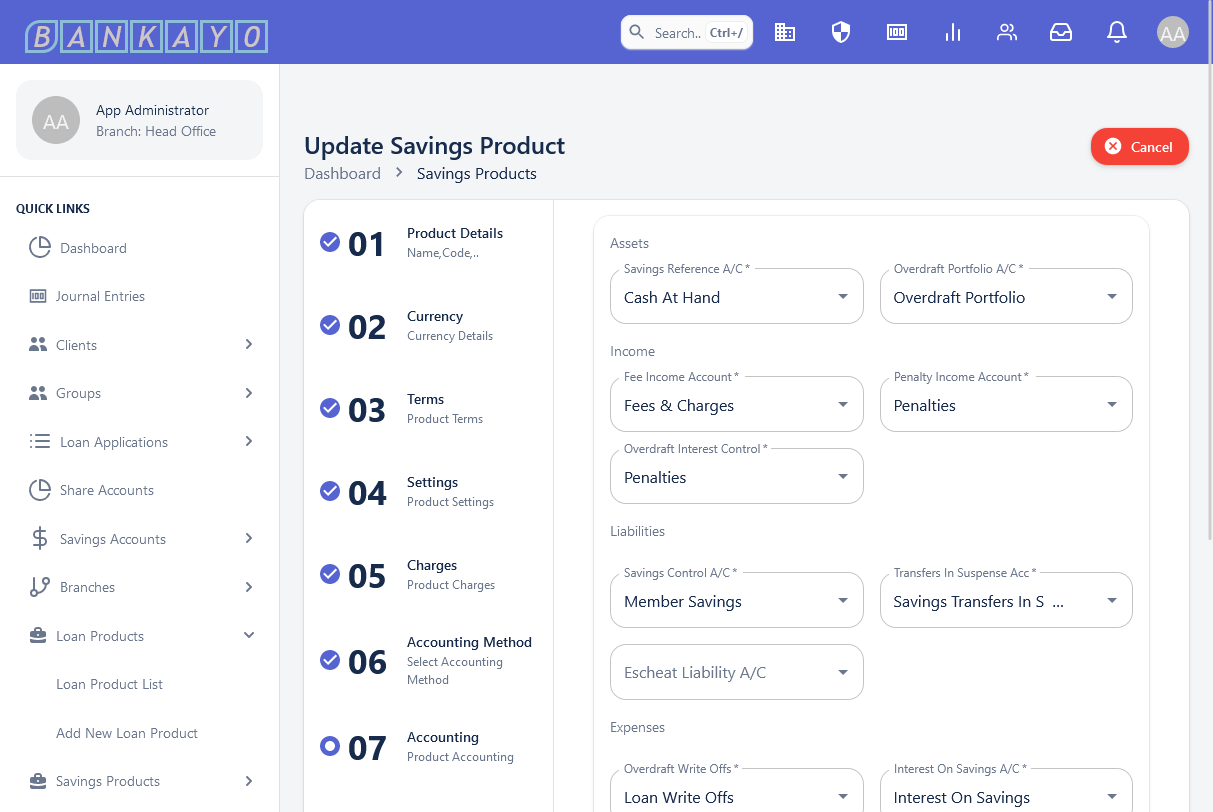 BANKAYO
Search.. Ctrl+/
AA
AA
App Administrator
Branch: Head Office
QUICK LINKS
Dashboard
Journal Entries
Clients
Groups
Loan Applications
Share Accounts
Savings Accounts
Branches
Loan Products
Loan Product List
Add New Loan Product
Savings Products
Update Savings Product
Dashboard > Savings Products
Cancel
01 Product Details
Name,Code,..
02 Currency
Currency Details
03 Terms
Product Terms
04 Settings
Product Settings
05 Charges
Product Charges
06 Accounting Method
Select Accounting
Method
07 Accounting
Product Accounting
Assets
Savings Reference A/C *
Cash At Hand
Overdraft Portfolio A/C *
Overdraft Portfolio
Income
Fee Income Account *
Fees & Charges
Penalty Income Account *
Penalties
Overdraft Interest Control *
Penalties
Liabilities
Savings Control A/C *
Member Savings
Transfers In Suspense Acc *
Savings Transfers In S ...
Escheat Liability A/C
Expenses
Overdraft Write Offs *
Loan Write Offs
Interest On Savings A/C *
Interest On Savings